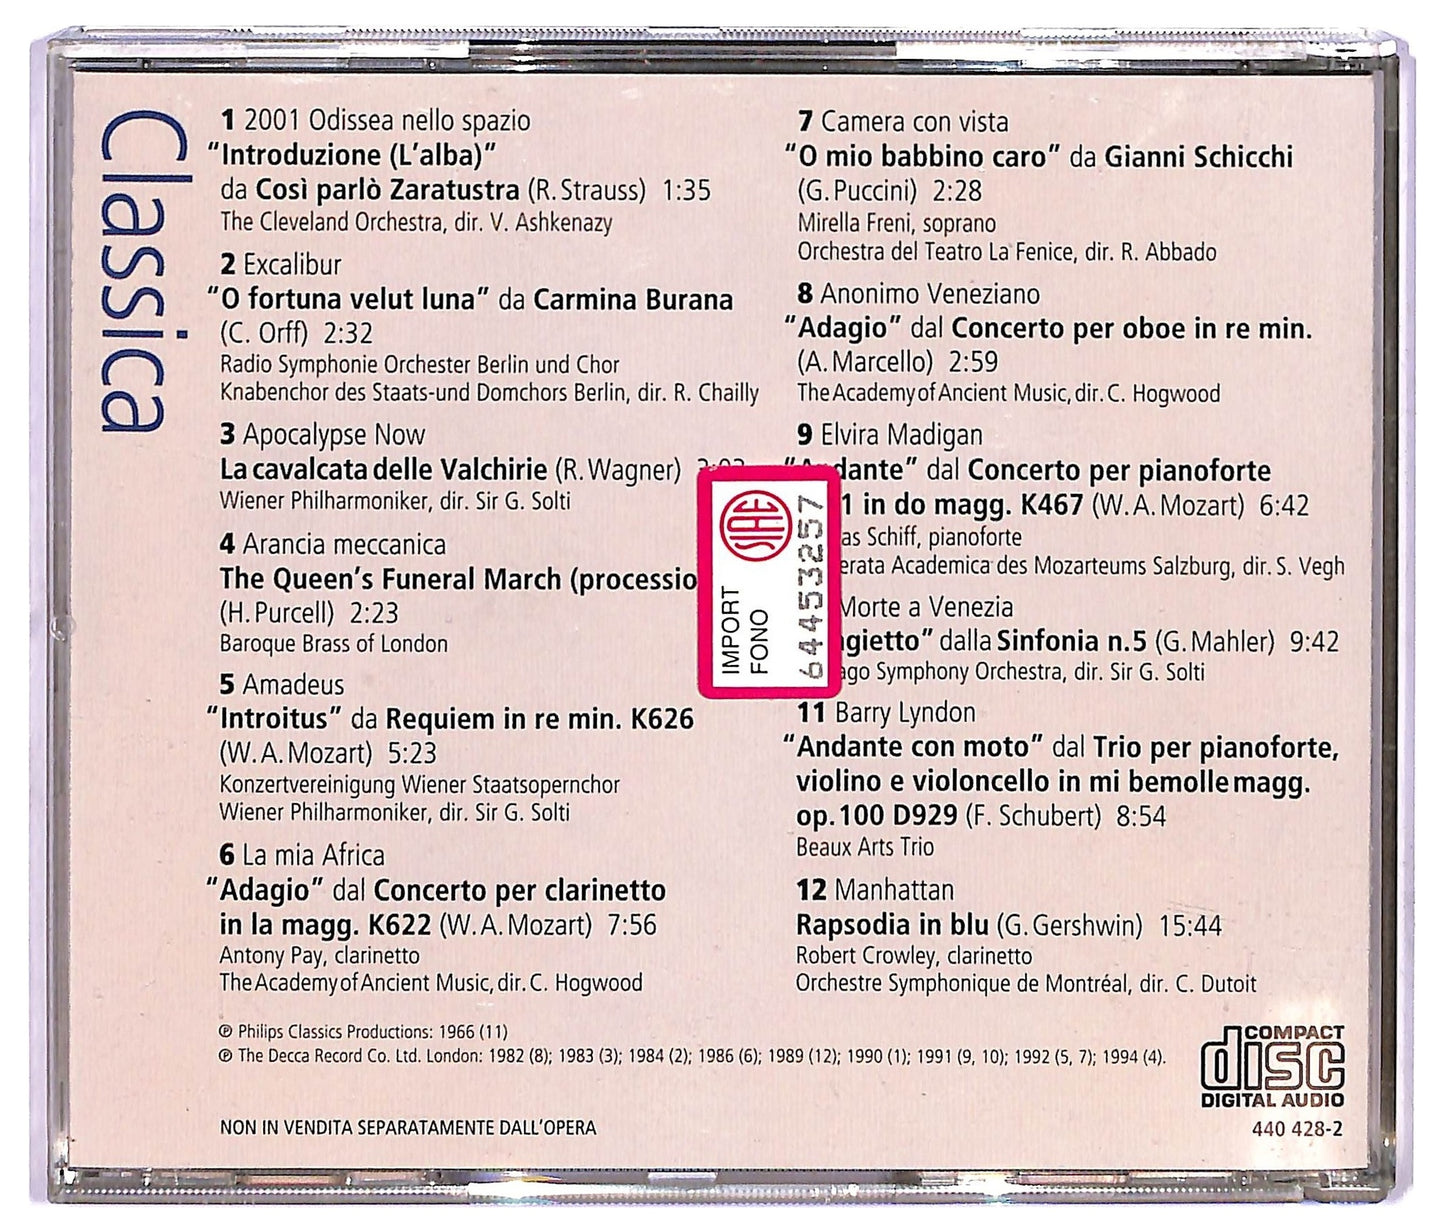 Classica
1 2001 Odissea nello spazio
"Introduzione (L'alba)"
da Così parlò Zaratustra (R. Strauss) 1:35
The Cleveland Orchestra, dir. V. Ashkenazy
2 Excalibur
"O fortuna velut luna" da Carmina Burana
(C. Orff) 2:32
Radio Symphonie Orchester Berlin und Chor
Knabenchor des Staats-und Domchors Berlin, dir. R. Chailly
3 Apocalypse Now
La cavalcata delle Valchirie (R. Wagner)
Wiener Philharmoniker, dir. Sir G. Solti
4 Arancia meccanica
The Queen's Funeral March (processio
(H. Purcell) 2:23
Baroque Brass of London
5 Amadeus
"Introitus" da Requiem in re min. K626
(W.A. Mozart) 5:23
Konzertvereinigung Wiener Staatsopernchor
Wiener Philharmoniker, dir. Sir G. Solti
6 La mia Africa
"Adagio" dal Concerto per clarinetto
in la magg. K622 (W.A. Mozart) 7:56
Antony Pay, clarinetto
The Academy of Ancient Music, dir. C. Hogwood
7 Camera con vista
"O mio babbino caro" da Gianni Schicchi
(G. Puccini) 2:28
Mirella Freni, soprano
Orchestra del Teatro La Fenice, dir. R. Abbado
8 Anonimo Veneziano
"Adagio" dal Concerto per oboe in re min.
(A. Marcello) 2:59
The Academy of Ancient Music, dir. C. Hogwood
9 Elvira Madigan
"Andante" dal Concerto per pianoforte
1 in do magg. K467 (W.A. Mozart) 6:42
as Schiff, pianoforte
erata Academica des Mozarteums Salzburg, dir. S. Vegh
Morte a Venezia
gietto" dalla Sinfonia n.5 (G. Mahler) 9:42
ago Symphony Orchestra, dir. Sir G. Solti
11 Barry Lyndon
"Andante con moto" dal Trio per pianoforte,
violino e violoncello in mi bemolle magg.
op.100 D929 (F. Schubert) 8:54
Beaux Arts Trio
12 Manhattan
Rapsodia in blu (G. Gershwin) 15:44
Robert Crowley, clarinetto
Orchestre Symphonique de Montréal, dir. C. Dutoit
SIAE
IMPORT
FONO
64453257
℗ Philips Classics Productions: 1966 (11)
℗ The Decca Record Co. Ltd. London: 1982 (8); 1983 (3); 1984 (2); 1986 (6); 1989 (12); 1990 (1); 1991 (9, 10); 1992 (5, 7); 1994 (4).
NON IN VENDITA SEPARATAMENTE DALL'OPERA
COMPACT
disc
DIGITAL AUDIO
440 428-2